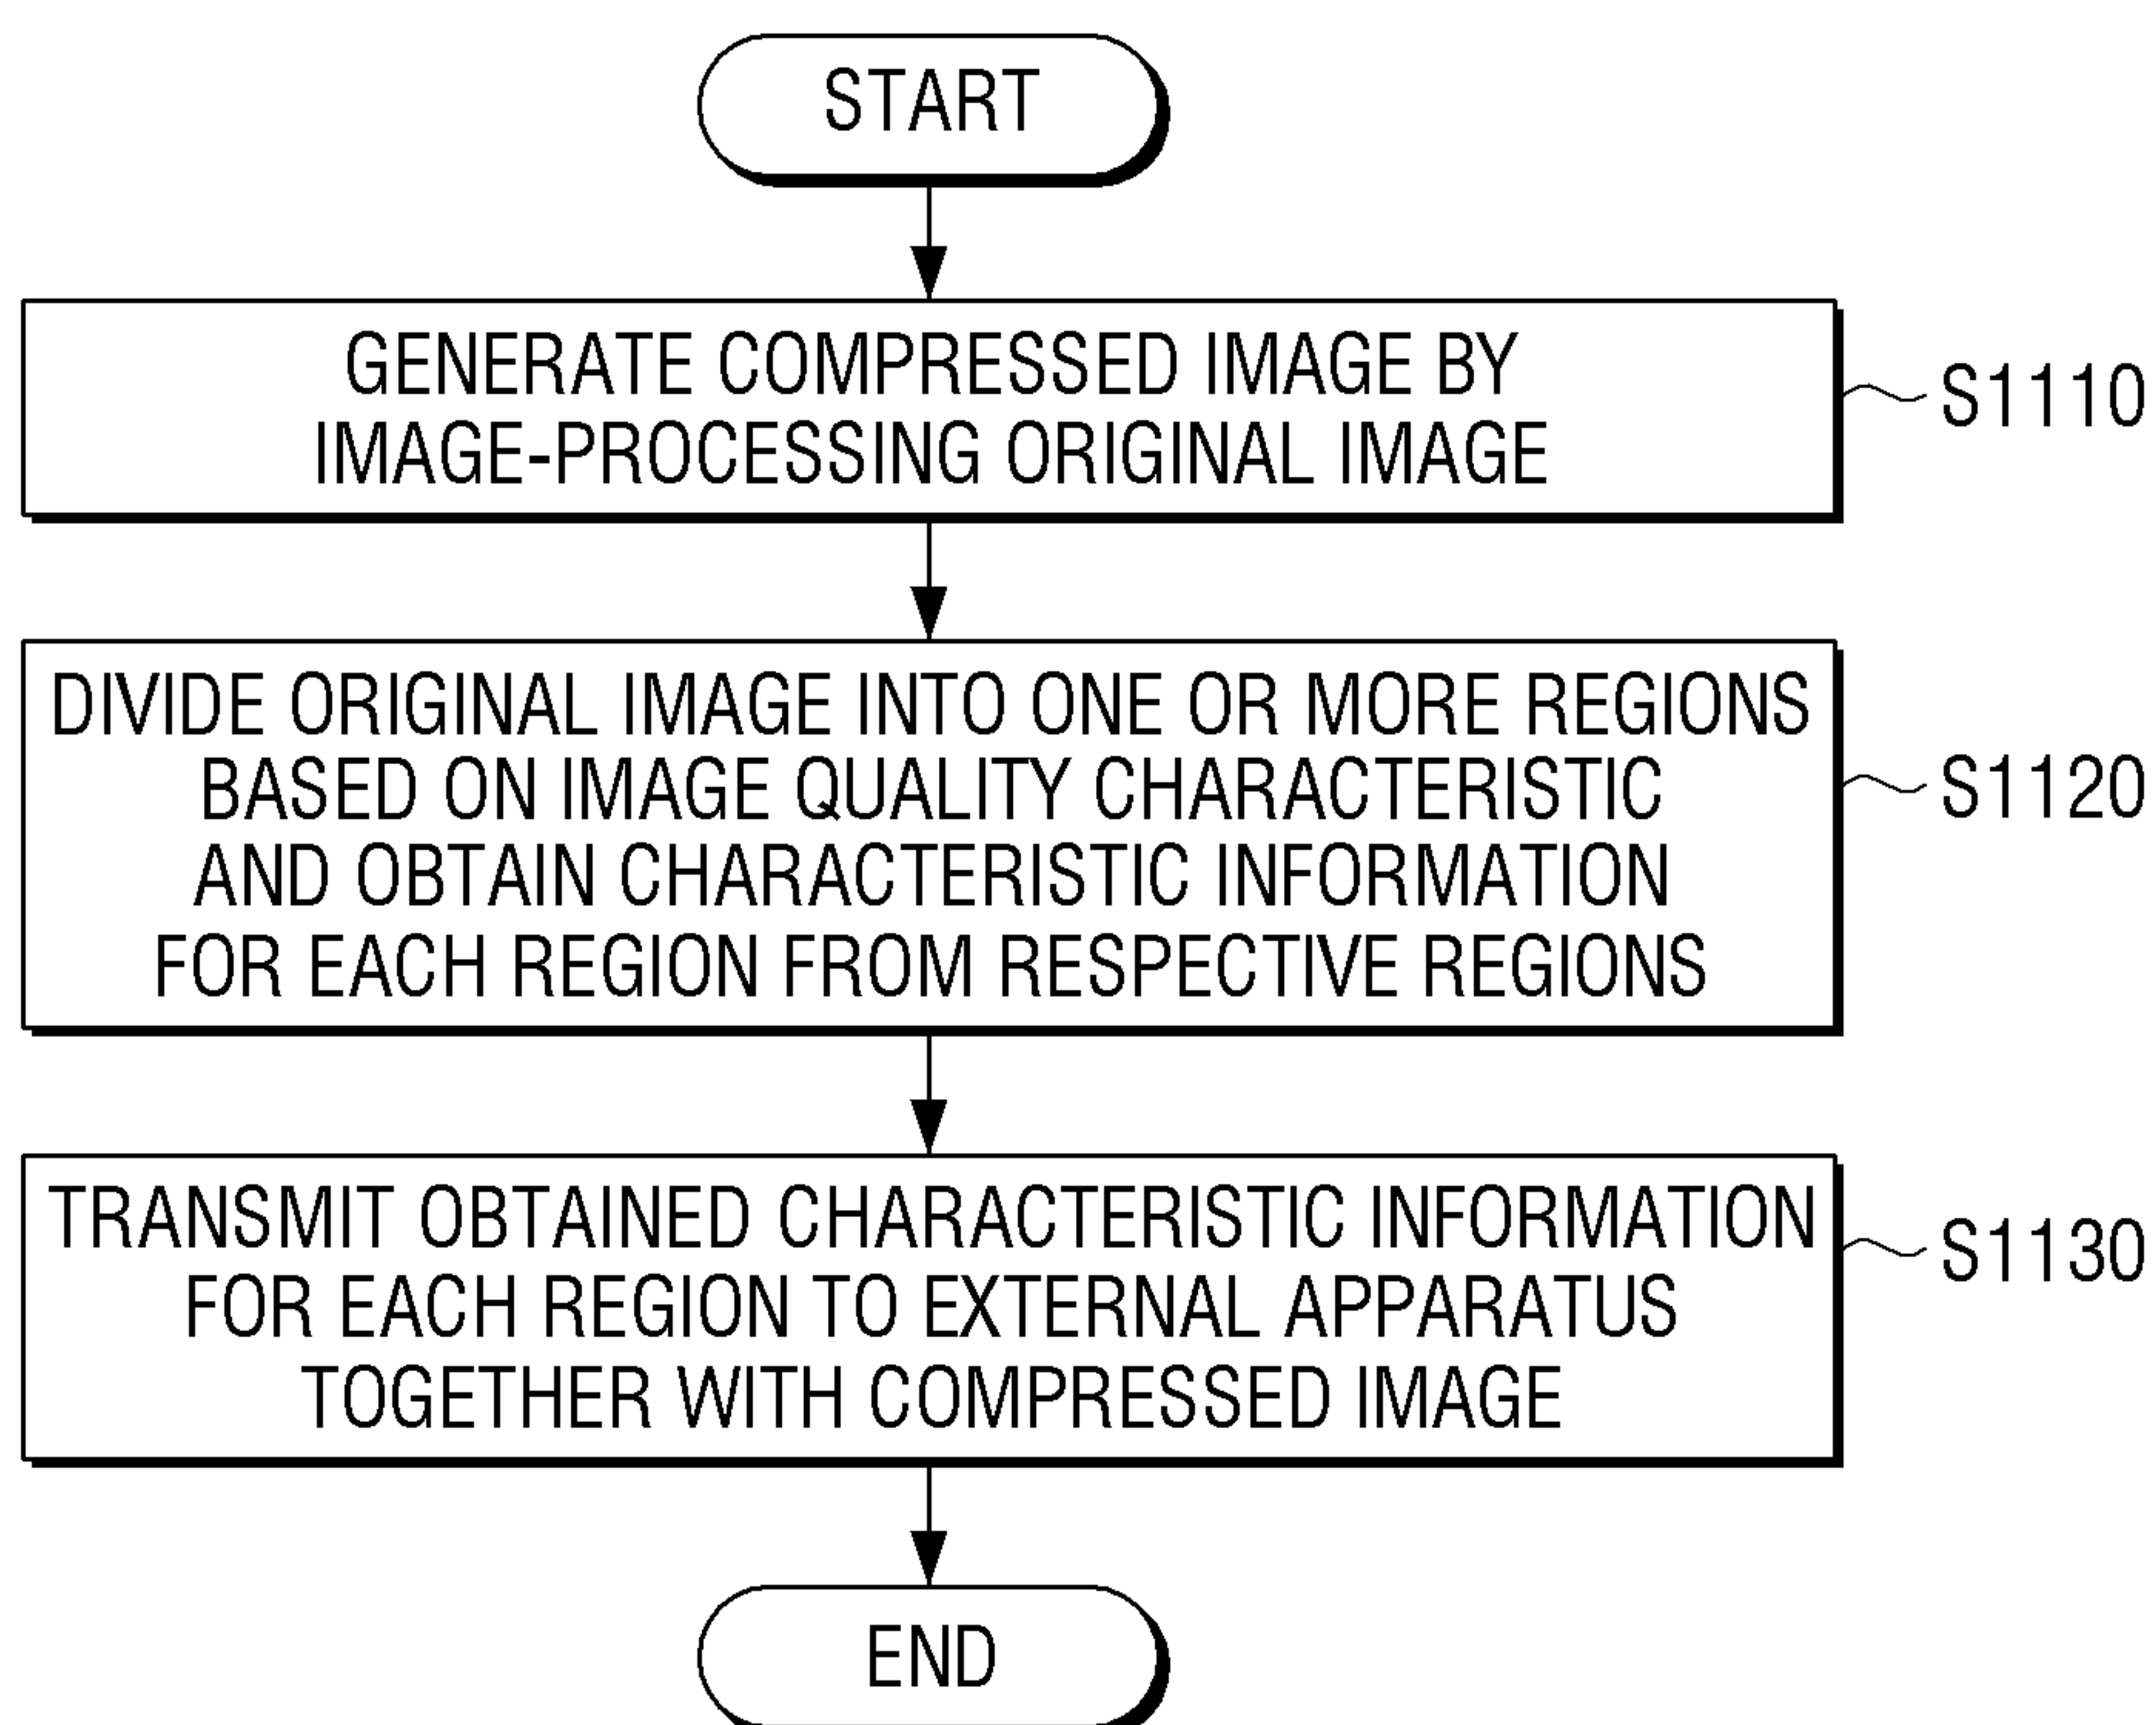 START
GENERATE COMPRESSED IMAGE BY
IMAGE-PROCESSING ORIGINAL IMAGE
S1110
DIVIDE ORIGINAL IMAGE INTO ONE OR MORE REGIONS
BASED ON IMAGE QUALITY CHARACTERISTIC
AND OBTAIN CHARACTERISTIC INFORMATION
FOR EACH REGION FROM RESPECTIVE REGIONS
S1120
TRANSMIT OBTAINED CHARACTERISTIC INFORMATION
FOR EACH REGION TO EXTERNAL APPARATUS
TOGETHER WITH COMPRESSED IMAGE
S1130
END